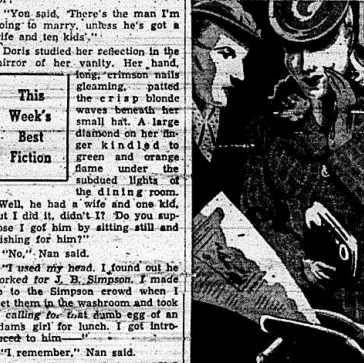 "You said, 'There's the man I'm
going to marry, unless he's got a
wife and ten kids'."
Doris studied her reflection in the
mirror of her vanity. Her hand,
long, crimson nails
gleaming, patted
the crisp blonde
waves beneath her
small hat. A large
diamond on her fin-
ger kindled to
green and orange
flame under the
subdued lights of
the dining room.
This
Week's
Best
Fiction
Well, he had a wife and one kid,
but I did it, didn't I? Do you sup-
pose I got him by sitting still and
wishing for him?"
"No," Nan said.
"I used my head. I found out he
worked for J. B. Simpson. I made
up to the Simpson crowd when I
met them in the washroom and took
calling for that dumb egg of an
Adam's girl for lunch. I got intro-
duced to him—"
"I remember," Nan said.